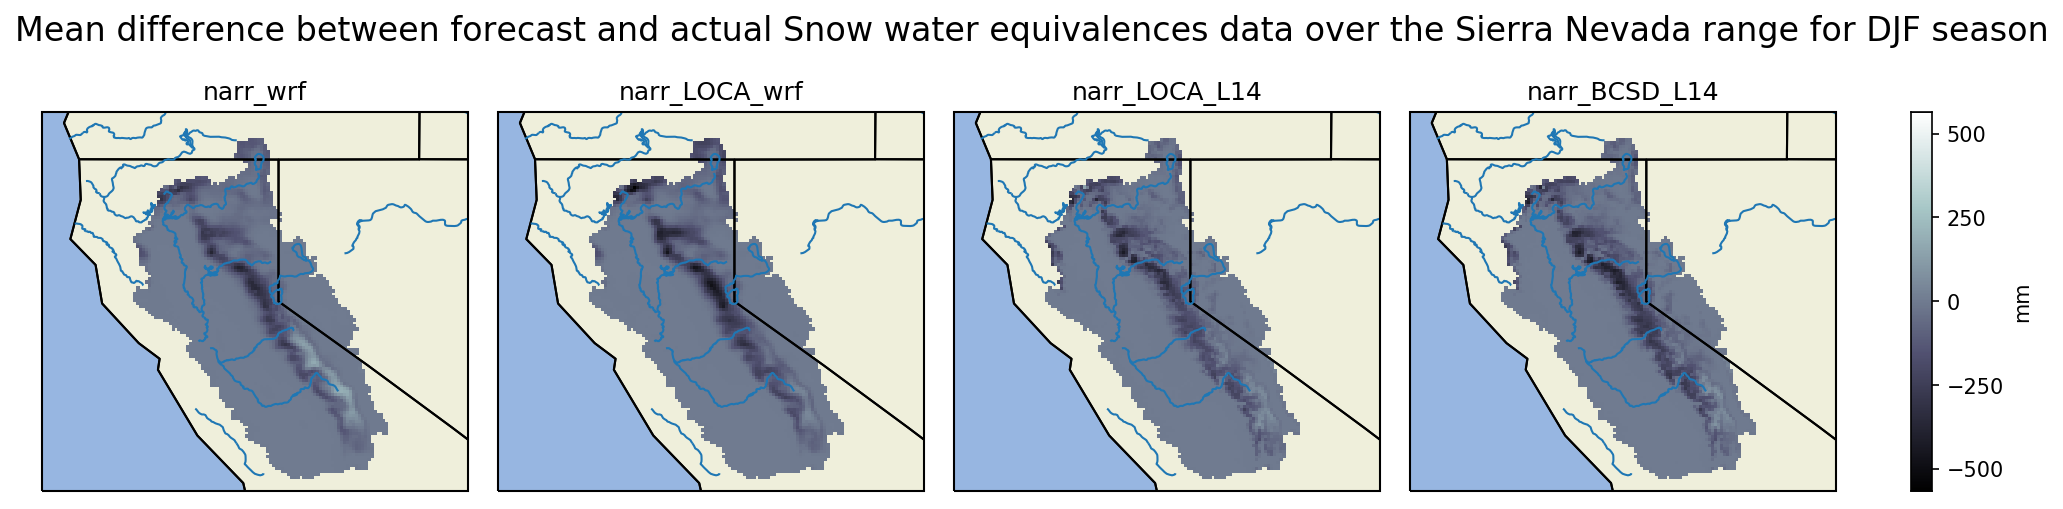 Mean difference between forecast and actual Snow water equivalences data over the Sierra Nevada range for DJF season
narr_wrf
narr_LOCA_wrf
narr_LOCA_L14
narr_BCSD_L14
500
250
0
−250
−500
mm